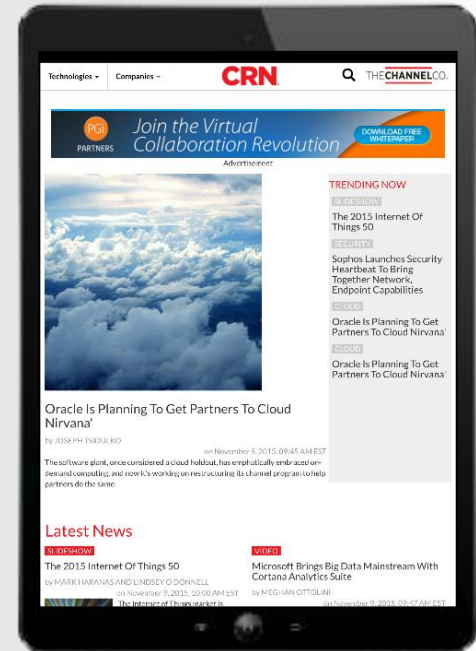 Technologies
Companies
CRN
THECHANNELCO.
PGi
PARTNERS
Join the Virtual
Collaboration Revolution
DOWNLOAD FREE
WHITEPAPER
Advertisement
TRENDING NOW
SLIDESHOW
The 2015 Internet Of
Things 50
SECURITY
Sophos Launches Security
Heartbeat To Bring
Together Network,
Endpoint Capabilities
CLOUD
Oracle Is Planning To Get
Partners To Cloud Nirvana'
CLOUD
Oracle Is Planning To Get
Partners To Cloud Nirvana'
Oracle Is Planning To Get Partners To Cloud
Nirvana'
by JOSEPH TSIDULKO
on November 9, 2015, 09:45 AM EST
The software giant, once considered a cloud holdout, has emphatically embraced on-
demand computing, and now it's working on restructuring its channel program to help
partners do the same.
Latest News
SLIDESHOW
The 2015 Internet Of Things 50
by MARK HARANAS AND LINDSEY O'DONNELL
on November 9, 2015, 10:00 AM EST
The Internet of Things market is
VIDEO
Microsoft Brings Big Data Mainstream With
Cortana Analytics Suite
by MEGHAN OTTOLINI
on November 9, 2015, 09:47 AM EST